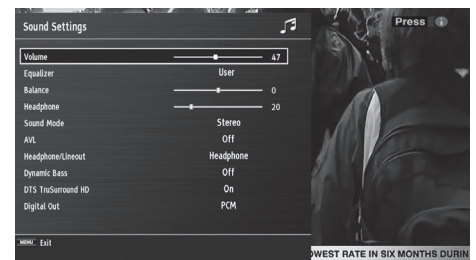 Sound Settings
Press i
Volume 47
Equalizer User
Balance 0
Headphone 20
Sound Mode Stereo
AVL Off
Headphone/Lineout Headphone
Dynamic Bass Off
DTS TruSurround HD On
Digital Out PCM
MENU Exit
OWEST RATE IN SIX MONTHS DURIN